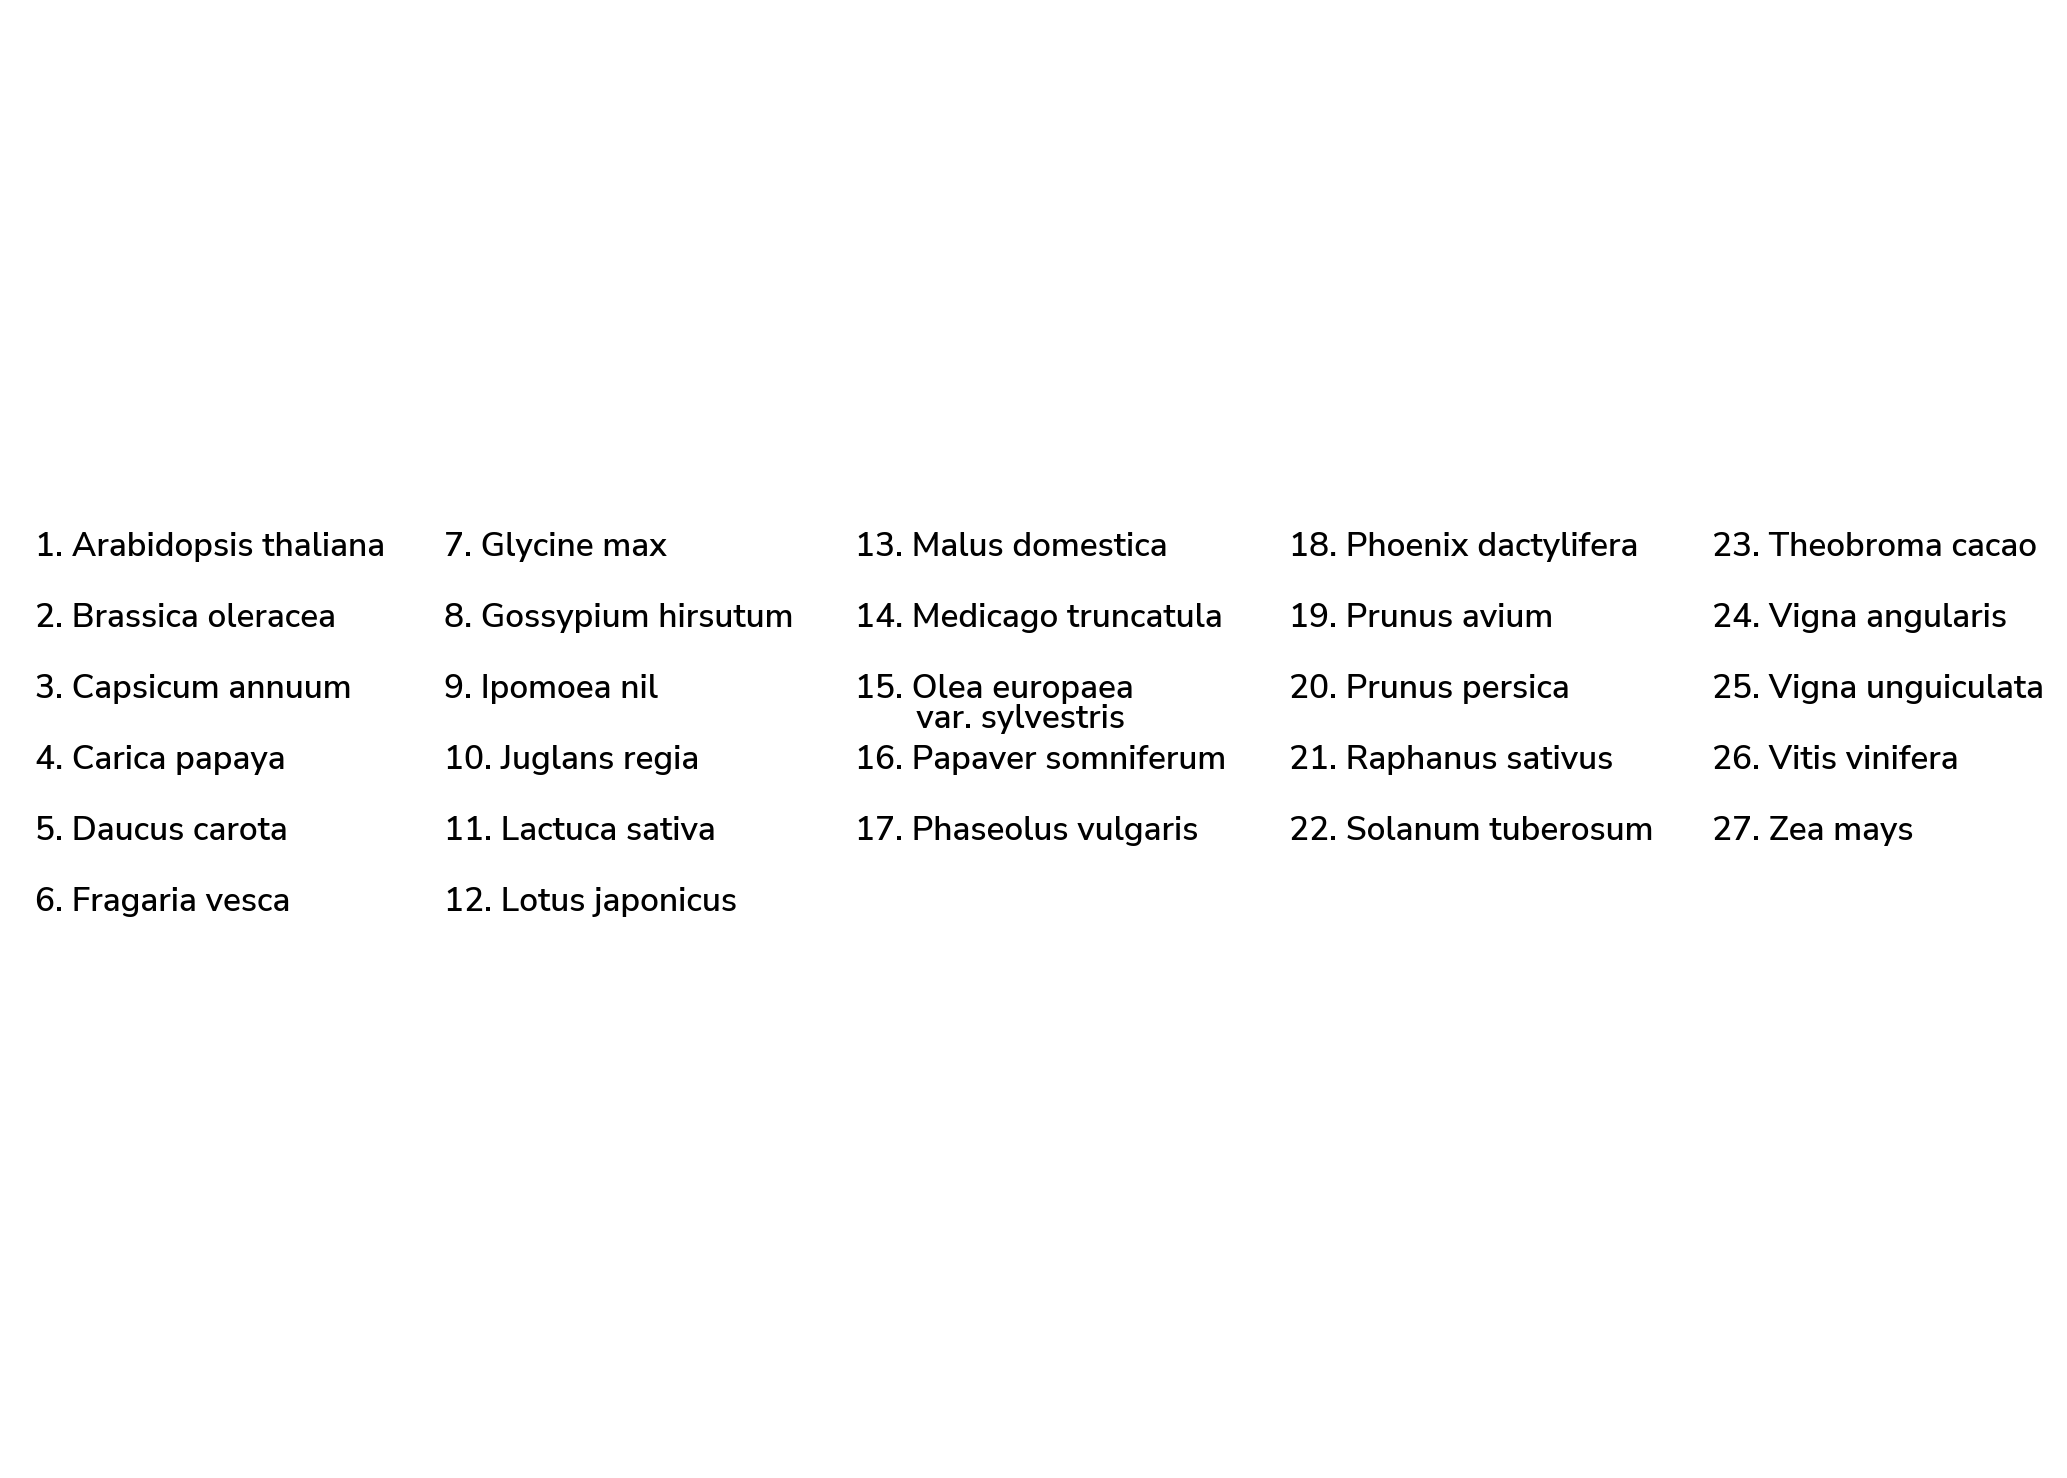 1. Arabidopsis thaliana
2. Brassica oleracea
3. Capsicum annuum
4. Carica papaya
5. Daucus carota
6. Fragaria vesca
7. Glycine max
8. Gossypium hirsutum
9. Ipomoea nil
10. Juglans regia
11. Lactuca sativa
12. Lotus japonicus
13. Malus domestica
14. Medicago truncatula
15. Olea europaea
var. sylvestris
16. Papaver somniferum
17. Phaseolus vulgaris
18. Phoenix dactylifera
19. Prunus avium
20. Prunus persica
21. Raphanus sativus
22. Solanum tuberosum
23. Theobroma cacao
24. Vigna angularis
25. Vigna unguiculata
26. Vitis vinifera
27. Zea mays